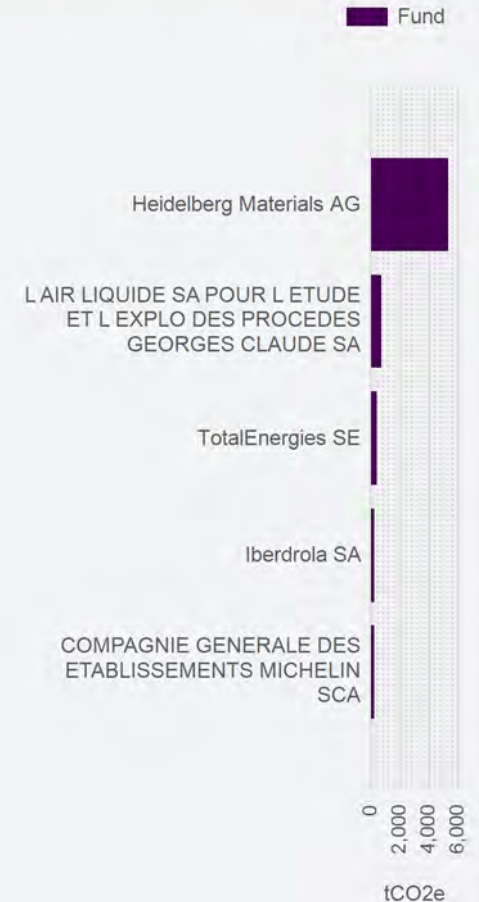 Fund
Heidelberg Materials AG
L AIR LIQUIDE SA POUR L ETUDE
ET L EXPLO DES PROCEDES
GEORGES CLAUDE SA
TotalEnergies SE
Iberdrola SA
COMPAGNIE GENERALE DES
ETABLISSEMENTS MICHELIN
SCA
0
2,000
4,000
6,000
tCO2e